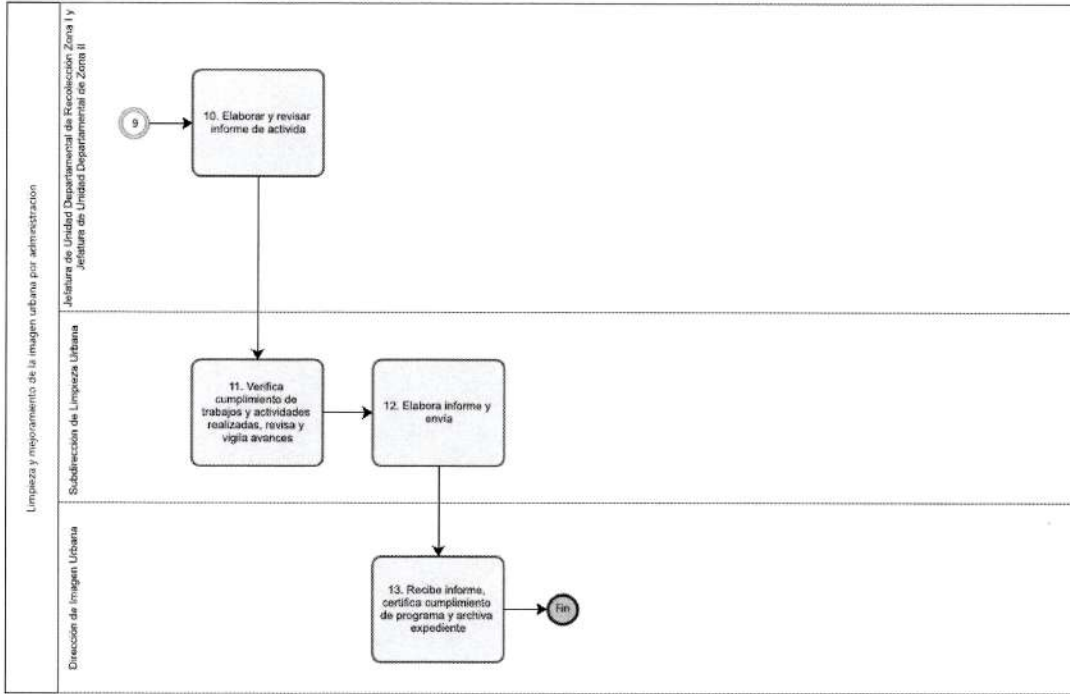 Limpieza y mejoramiento de la imagen urbana por administracion
Jefatura de Unidad Departamental de Recolección Zona I y
Jefatura de Unidad Departamental de Zona II
9
10. Elaborar y revisar
informe de activida
Subdirección de Limpieza Urbana
11. Verifica
cumplimiento de
trabajos y actividades
realizadas, revisa y
vigila avances
12. Elabora informe y
envía
Dirección de Imagen Urbana
13. Recibe informe,
certifica cumplimiento
de programa y archiva
expediente
Fin